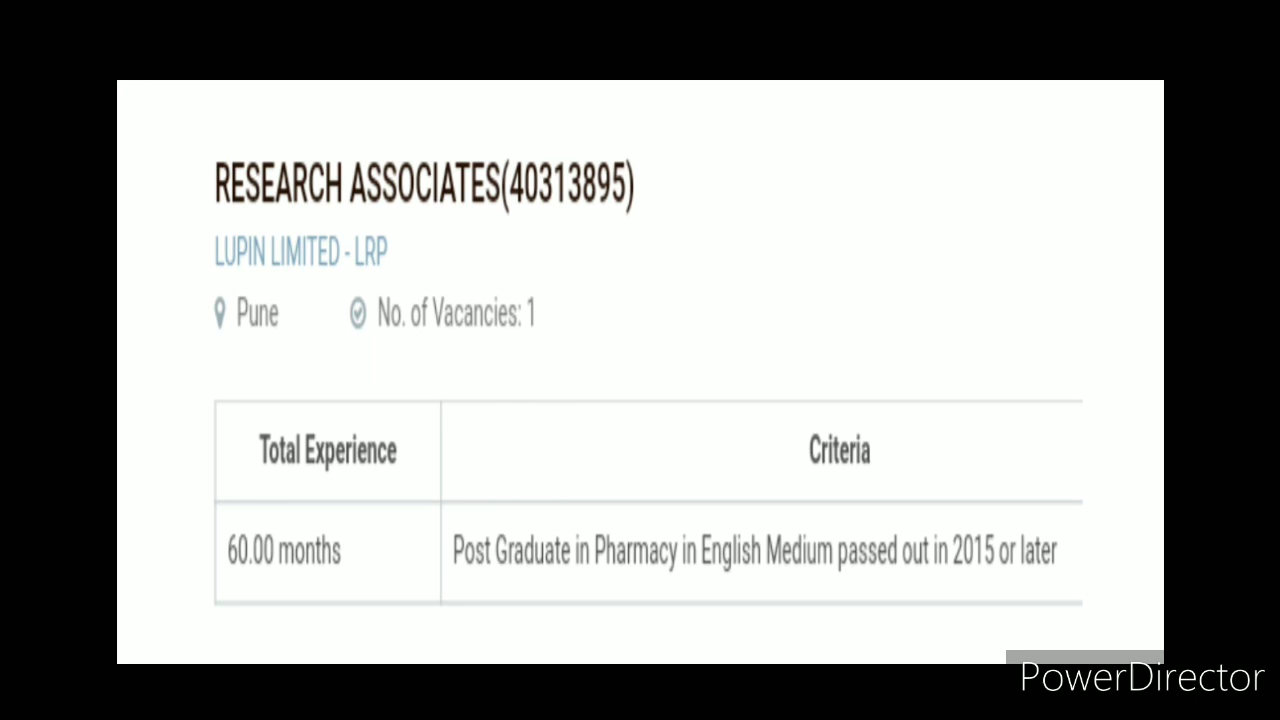 RESEARCH ASSOCIATES(40313895)
LUPIN LIMITED - LRP
Pune No. of Vacancies: 1
Total Experience Criteria
60.00 months Post Graduate in Pharmacy in English Medium passed out in 2015 or later
PowerDirector